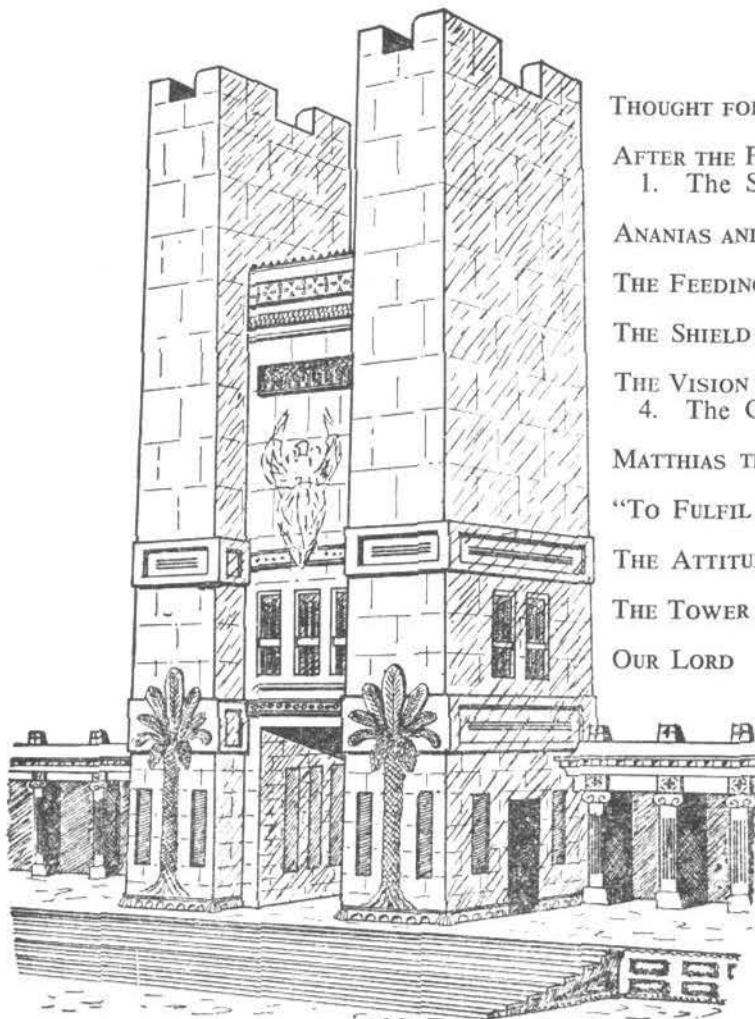 THOUGHT FOR
AFTER THE
1. The
ANANIAS AND
THE FEEDING
THE SHIELD
THE VISION
4. The
MATTHIAS
"TO FULFIL
THE
THE TOWER
OUR LORD